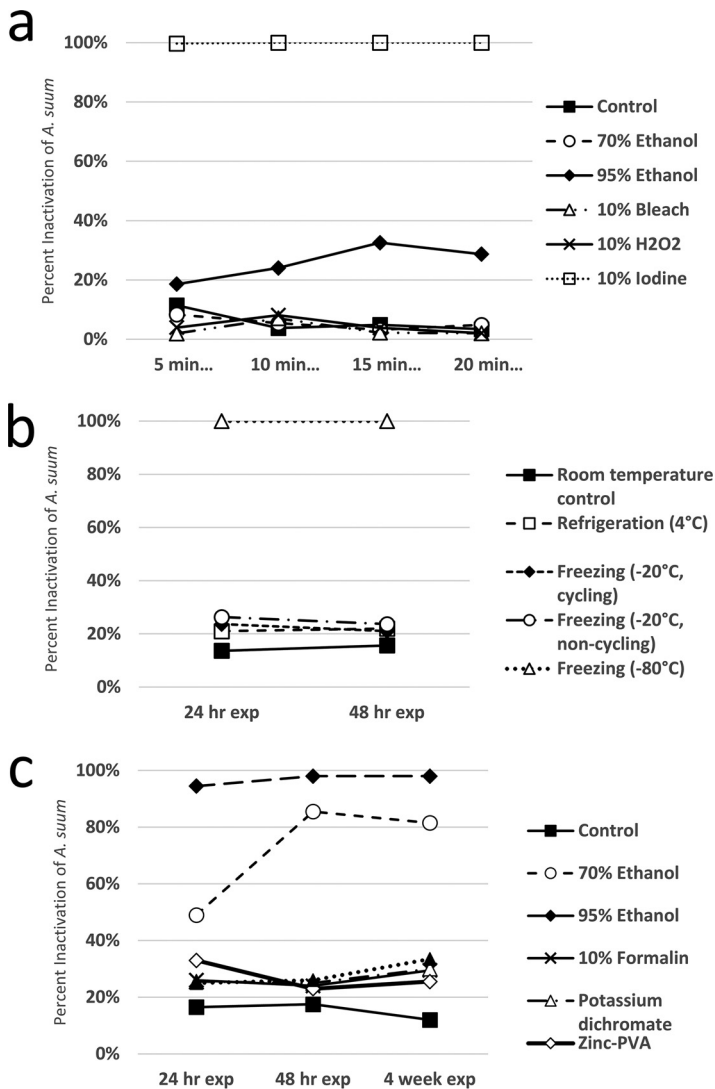 a
Percent Inactivation of A. suum
100%
80%
60%
40%
20%
0%
5 min...
10 min...
15 min...
20 min...
Control
70% Ethanol
95% Ethanol
10% Bleach
10% H2O2
10% Iodine
b
Percent Inactivation of A. suum
100%
80%
60%
40%
20%
0%
24 hr exp
48 hr exp
Room temperature
control
Refrigeration (4°C)
Freezing (-20°C,
cycling)
Freezing (-20°C,
non-cycling)
Freezing (-80°C)
c
Percent Inactivation of A. suum
100%
80%
60%
40%
20%
0%
24 hr exp
48 hr exp
4 week exp
Control
70% Ethanol
95% Ethanol
10% Formalin
Potassium
dichromate
Zinc-PVA